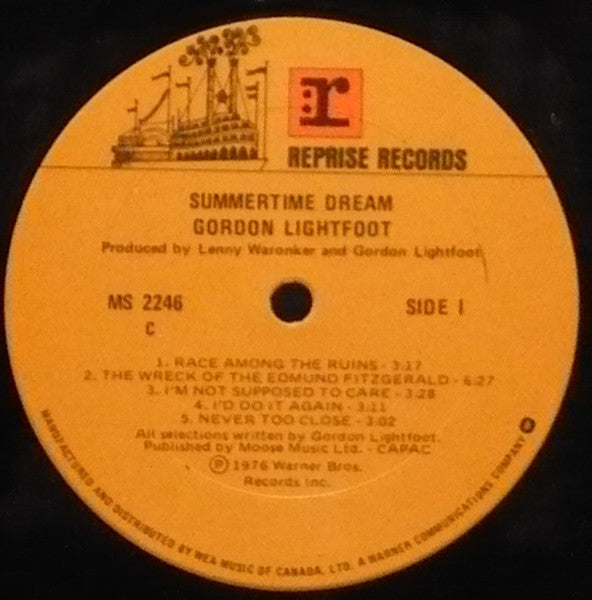 r
REPRISE RECORDS
SUMMERTIME DREAM
GORDON LIGHTFOOT
Produced by Lenny Waronker and Gordon Lightfoot
MS 2246
C
SIDE 1
1. RACE AMONG THE RUINS - 3:17
2. THE WRECK OF THE EDMUND FITZGERALD - 6:27
3. I'M NOT SUPPOSED TO CARE - 3:28
4. I'D DO IT AGAIN - 3:11
5. NEVER TOO CLOSE - 3:02
All selections written by Gordon Lightfoot.
Published by Moose Music Ltd. - CAPAC
Ⓟ 1976 Warner Bros.
Records Inc.
MANUFACTURED AND DISTRIBUTED BY WEA MUSIC OF CANADA, LTD. A WARNER COMMUNICATIONS COMPANY